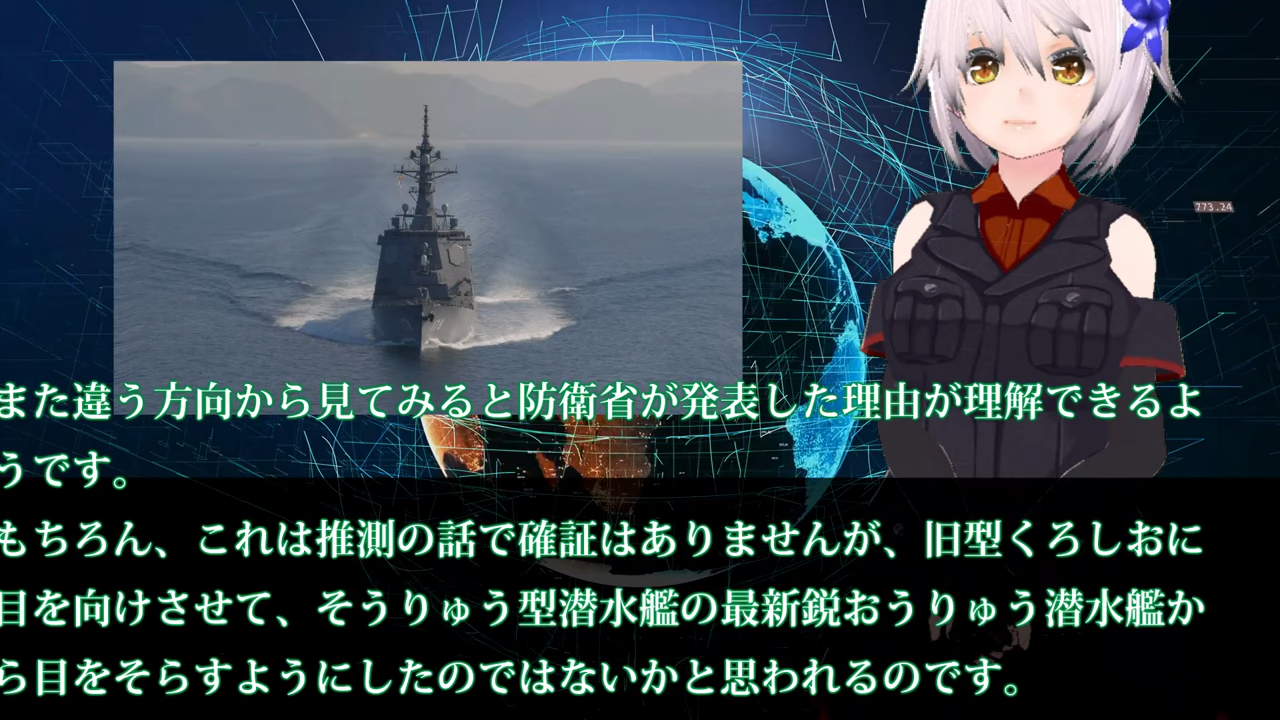 773.24
また違う方向から見てみると防衛省が発表した理由が理解できるよ
うです。
もちろん、これは推測の話で確証はありませんが、旧型くろしおに
目を向けさせて、そうりゅう型潜水艦の最新鋭おうりゅう潜水艦か
ら目をそらすようにしたのではないかと思われるのです。